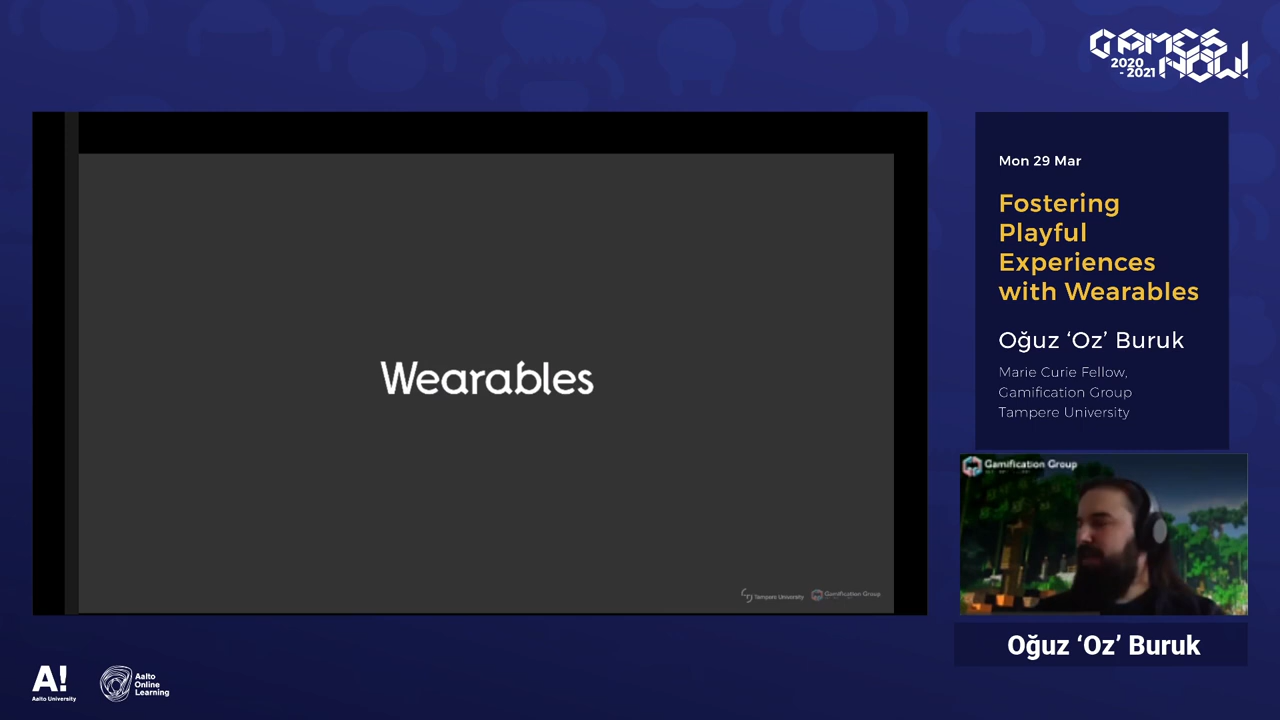 GAMES
NOW!
2020
- 2021
Mon 29 Mar
Fostering
Playful
Experiences
with Wearables
Oğuz ‘Oz’ Buruk
Marie Curie Fellow,
Gamification Group
Tampere University
Wearables
Tampere University
Gamification Group
Gamification Group
Oğuz ‘Oz’ Buruk
A!
Aalto University
Aalto
Online
Learning